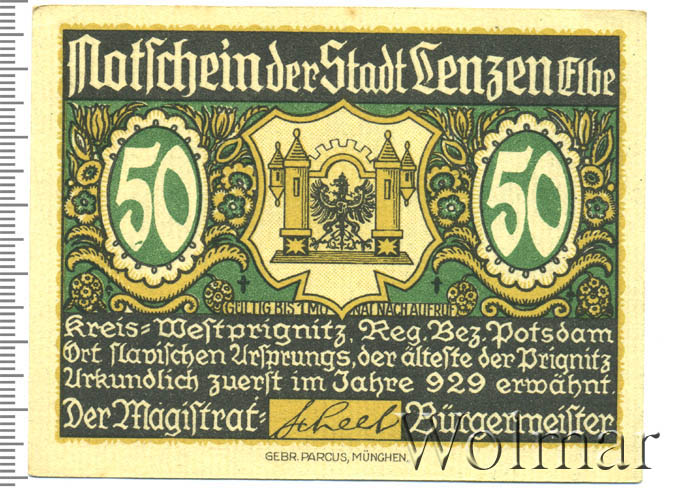 Notschein der Stadt Lenzen Elbe
50 50
GÜLTIG BIS 1 MO NACH AUFRUF
Kreis=Westprignitz, Reg. Bez. Potsdam
Ort slavischen Ursprungs, der älteste der Prignitz
Urkundlich zuerst im Jahre 929 erwähnt.
Der Magistrat= Scheel Bürgermeister
GEBR. PARCUS, MÜNCHEN.
Wolmar